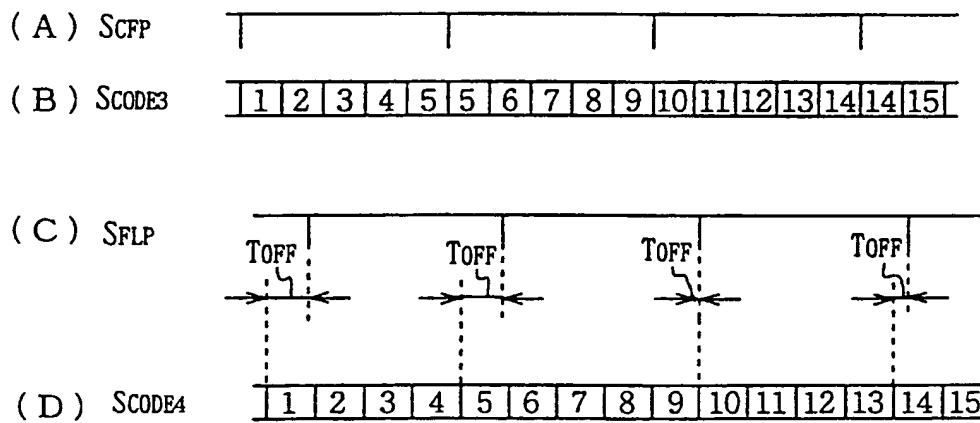 (A) SCFP
(B) SCODE3 1 2 3 4 5 5 6 7 8 9 10 11 12 13 14 14 15
(C) SFLP
TOFF TOFF TOFF TOFF
(D) SCODE4 1 2 3 4 5 6 7 8 9 10 11 12 13 14 15